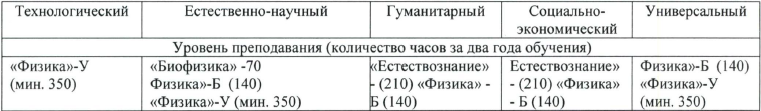 Технологический Естественно-научный Гуманитарный Социально-экономический Универсальный
Уровень преподавания (количество часов за два года обучения)
«Физика»-У «Биофизика» -70 «Естествознание» Естествознание» Физика»-Б (140)
(мин. 350) Физика»-Б (140) - (210) «Физика» - - (210) «Физика» «Физика»-У
«Физика»-У (мин. 350) Б (140) - Б (140) (мин. 350)